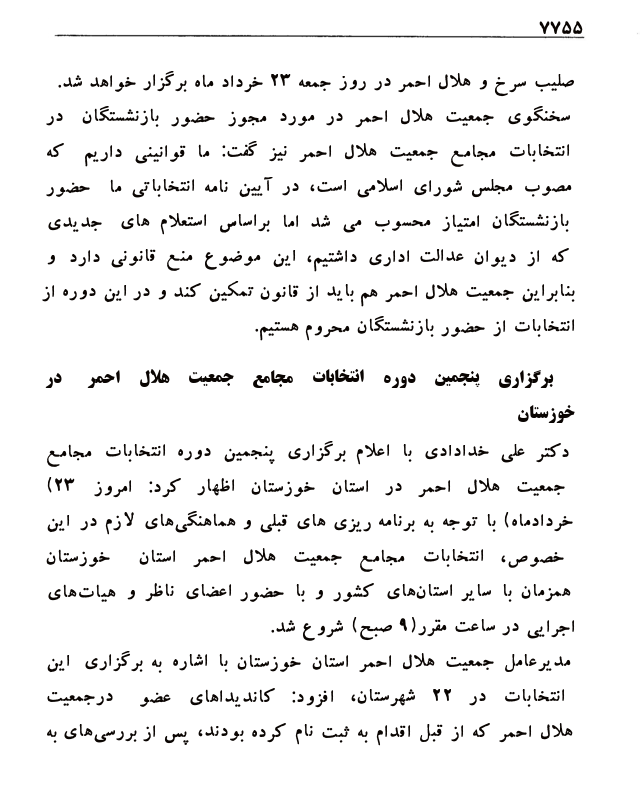 ۷۷۵۵
صلیب سرخ و هلال احمر در روز جمعه ۲۳ خرداد ماه برگزار خواهد شد.
سخنگوی جمعیت هلال احمر در مورد مجوز حضور بازنشستگان در
انتخابات مجامع جمعیت هلال احمر نیز گفت: ما قوانینی داریم که
مصوب مجلس شورای اسلامی است، در آیین نامه انتخاباتی ما حضور
بازنشستگان امتیاز محسوب می شد اما براساس استعلام های جدیدی
که از دیوان عدالت اداری داشتیم، این موضوع منع قانونی دارد و
بنابراین جمعیت هلال احمر هم باید از قانون تمکین کند و در این دوره از
انتخابات از حضور بازنشستگان محروم هستیم.
برگزاری پنجمین دوره انتخابات مجامع جمعیت هلال احمر در
خوزستان
دکتر علی خدادادی با اعلام برگزاری پنجمین دوره انتخابات مجامع
جمعیت هلال احمر در استان خوزستان اظهار کرد: امروز ۲۳)
خردادماه) با توجه به برنامه ریزی های قبلی و هماهنگی‌های لازم در این
خصوص، انتخابات مجامع جمعیت هلال احمر استان خوزستان
همزمان با سایر استان‌های کشور و با حضور اعضای ناظر و هیات‌های
اجرایی در ساعت مقرر(۹ صبح) شروع شد.
مدیرعامل جمعیت هلال احمر استان خوزستان با اشاره به برگزاری این
انتخابات در ۲۲ شهرستان، افزود: کاندیداهای عضو درجمعیت
هلال احمر که از قبل اقدام به ثبت نام کرده بودند، پس از بررسی‌های به